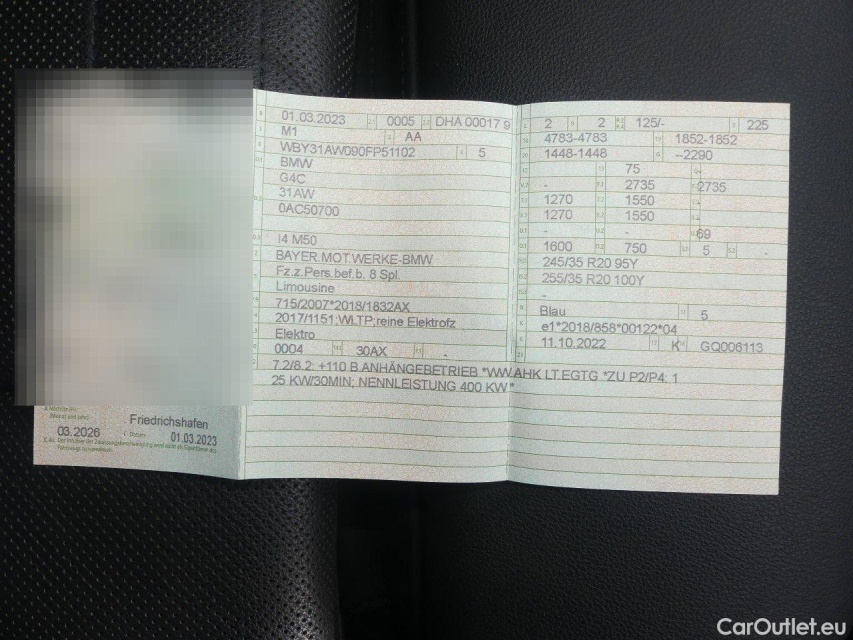 Friedrichshafen
03.2026
01.03.2023
01.03.2023 0005 DHA 00017 9
M1 AA
WBY31AW090FP51102 5
BMW
G4C
31AW
0AC50700
I4 M50
BAYER.MOT.WERKE-BMW
Fz.z.Pers.bef.b. 8 Spl.
Limousine
715/2007*2018/1832AX
2017/1151;WLTP;reine Elektrofz
Elektro
0004 30AX -
2 2 125/- 225
4783-4783 1852-1852
1448-1448 --2290
75 -
- 2735 2735
1270 1550 -
1270 1550 -
- - 69
1600 750 5 -
245/35 R20 95Y
255/35 R20 100Y
-
Blau 5
e1*2018/858*00122*04
11.10.2022 K GQ006113
7.2/8.2: +110 B.ANHÄNGEBETRIEB *WW.AHK LT.EGTG *ZU P2/P4: 1
25 KW/30MIN; NENNLEISTUNG 400 KW*
CarOutlet.eu